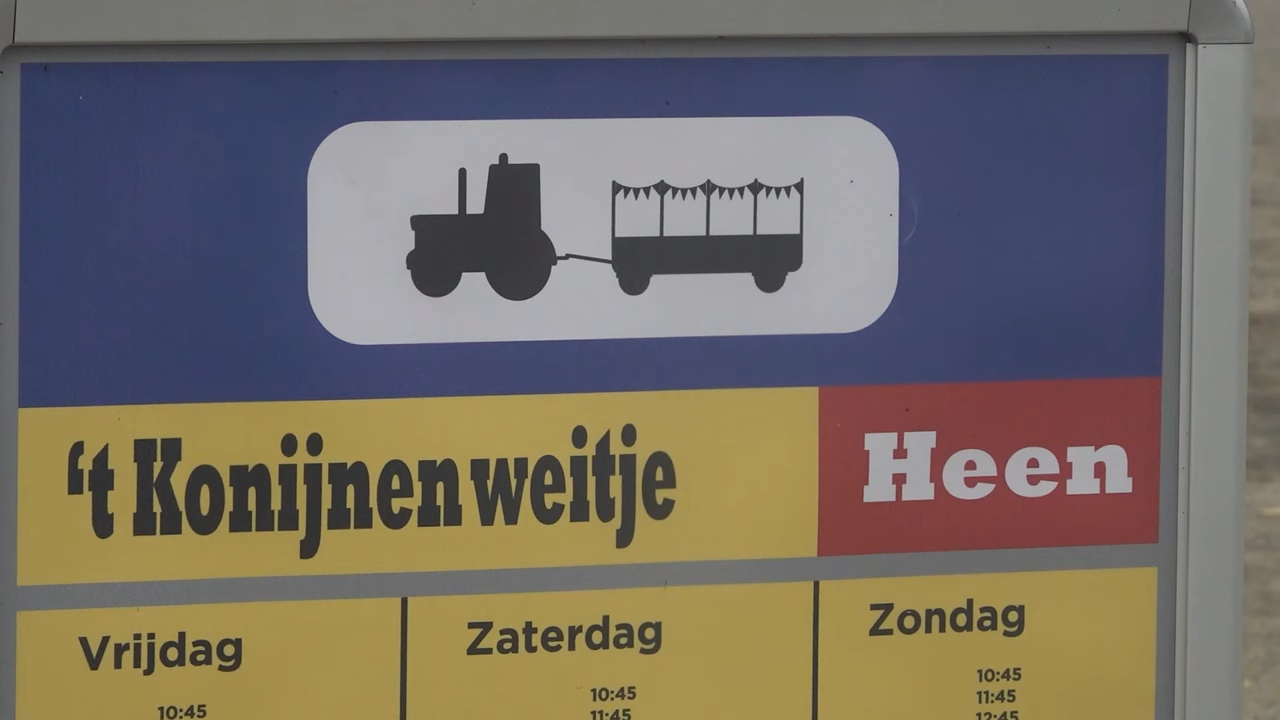 ‘t Konijnenweitje
Heen
Vrijdag
10:45
Zaterdag
10:45
11:45
Zondag
10:45
11:45
12:45